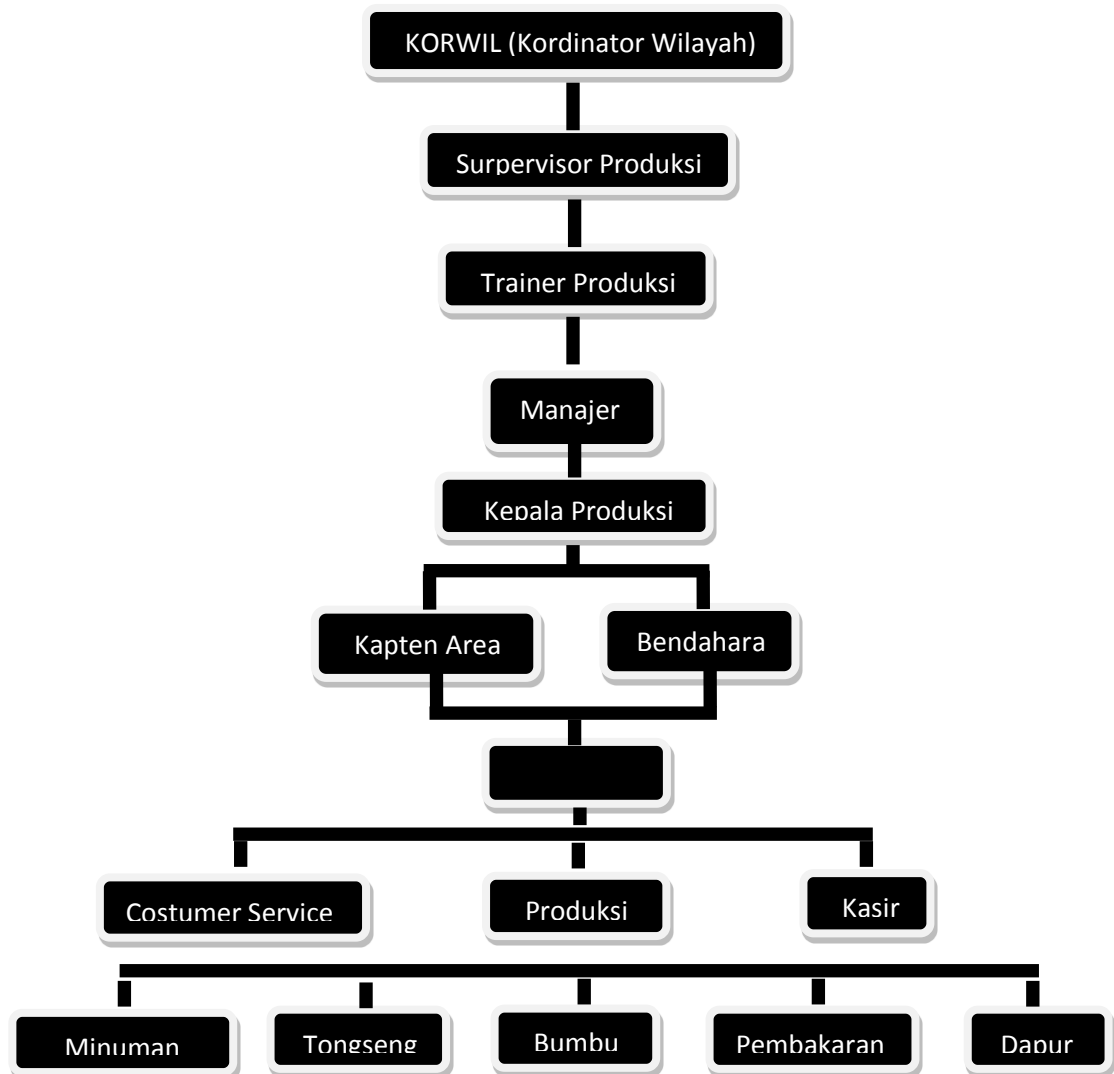 KORWIL (Kordinator Wilayah)
Surpervisor Produksi
Trainer Produksi
Manajer
Kepala Produksi
Kapten Area
Bendahara
Costumer Service
Produksi
Kasir
Minuman
Tongseng
Bumbu
Pembakaran
Dapur